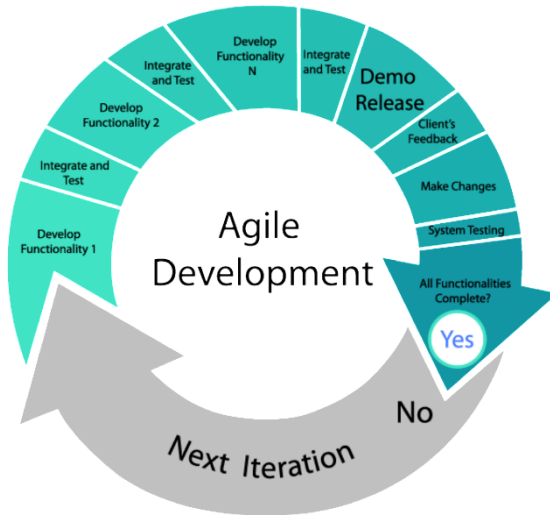 Develop
Functionality 1
Integrate and
Test
Develop
Functionality 2
Integrate
and Test
Develop
Functionality
N
Integrate
and Test
Demo
Release
Client's
Feedback
Make Changes
System Testing
All Functionalities
Complete?
Yes
No
Next Iteration
Agile
Development